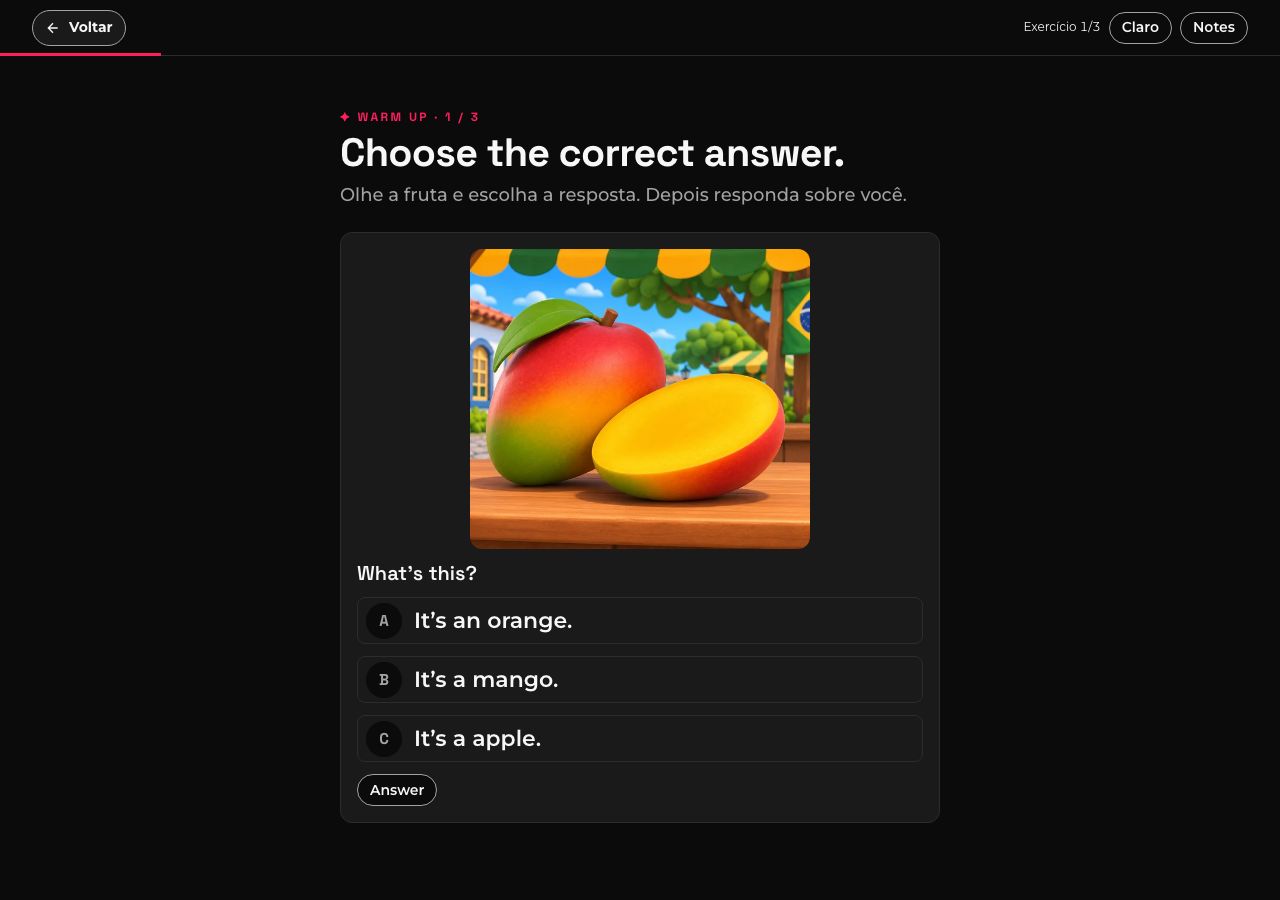 Voltar
Exercício 1/3
Claro
Notes
WARM UP · 1 / 3
Choose the correct answer.
Olhe a fruta e escolha a resposta. Depois responda sobre você.
What's this?
A It's an orange.
B It's a mango.
C It's a apple.
Answer